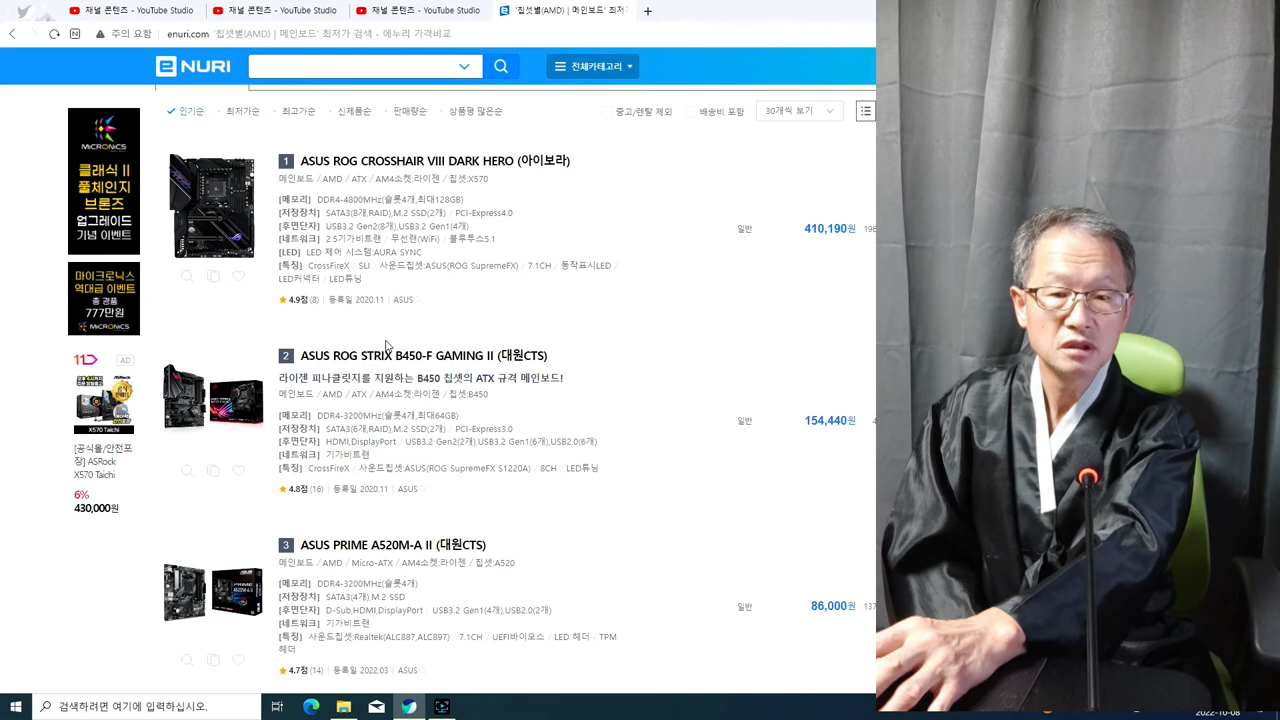 채널 콘텐츠 - YouTube Studio
채널 콘텐츠 - YouTube Studio
채널 콘텐츠 - YouTube Studio
'칩셋별(AMD) | 메인보드' 최저
주의 요함 | enuri.com '칩셋별(AMD) | 메인보드' 최저가 검색 - 에누리 가격비교
e NURI
전체카테고리
인기순
최저가순
최고가순
신제품순
판매량순
상품평 많은순
중고/렌탈 제외
배송비 포함
30개씩 보기
MICRONICS
클래식 II
풀체인지
브론즈
업그레이드
기념 이벤트
마이크로닉스
역대급 이벤트
총 경품
777만원
MICRONICS
11
AD
X570 Taichi
[공식몰/안전포
장] ASRock
X570 Taichi
6%
430,000원
1 ASUS ROG CROSSHAIR VIII DARK HERO (아이보라)
메인보드 / AMD / ATX / AM4소켓:라이젠 / 칩셋:X570
[메모리] DDR4-4800MHz(슬롯4개,최대128GB)
[저장장치] SATA3(8개,RAID),M.2 SSD(2개) / PCI-Express4.0
[후면단자] USB3.2 Gen2(8개),USB3.2 Gen1(4개)
[네트워크] 2.5기가비트랜 / 무선랜(WiFi) / 블루투스5.1
[LED] LED 제어 시스템:AURA SYNC
[특징] CrossFireX / SLI / 사운드칩셋:ASUS(ROG SupremeFX) / 7.1CH / 동작표시LED /
LED커넥터 / LED튜닝
4.9점(8) | 등록일 2020.11 | ASUS
일반 410,190원 196
2 ASUS ROG STRIX B450-F GAMING II (대원CTS)
라이젠 피나클릿지를 지원하는 B450 칩셋의 ATX 규격 메인보드!
메인보드 / AMD / ATX / AM4소켓:라이젠 / 칩셋:B450
[메모리] DDR4-3200MHz(슬롯4개,최대64GB)
[저장장치] SATA3(6개,RAID),M.2 SSD(2개) / PCI-Express3.0
[후면단자] HDMI,DisplayPort / USB3.2 Gen2(2개),USB3.2 Gen1(6개),USB2.0(6개)
[네트워크] 기가비트랜
[특징] CrossFireX / 사운드칩셋:ASUS(ROG SupremeFX S1220A) / 8CH / LED튜닝
4.8점(16) | 등록일 2020.11 | ASUS
일반 154,440원 4
3 ASUS PRIME A520M-A II (대원CTS)
메인보드 / AMD / Micro-ATX / AM4소켓:라이젠 / 칩셋:A520
[메모리] DDR4-3200MHz(슬롯4개)
[저장장치] SATA3(4개),M.2 SSD
[후면단자] D-Sub,HDMI,DisplayPort / USB3.2 Gen1(4개),USB2.0(2개)
[네트워크] 기가비트랜
[특징] 사운드칩셋:Realtek(ALC887,ALC897) / 7.1CH / UEFI바이오스 / LED 헤더 / TPM
헤더
4.7점(14) | 등록일 2022.03 | ASUS
일반 86,000원 137
검색하려면 여기에 입력하십시오.
2022-10-08